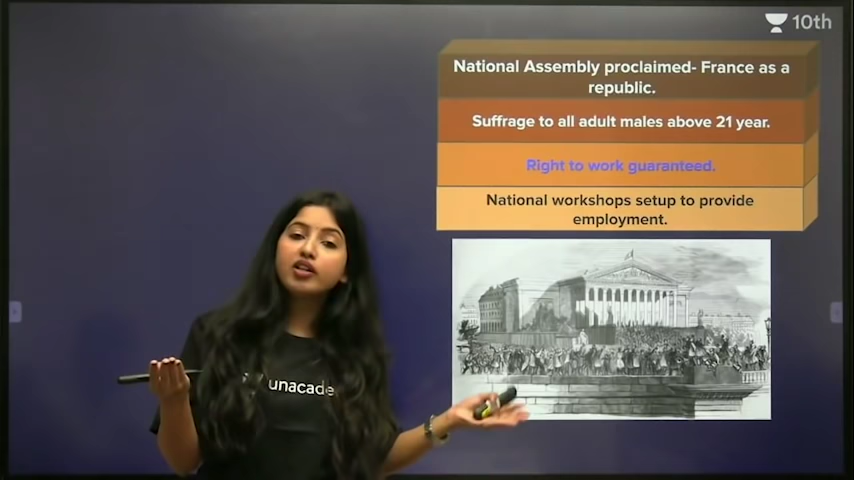 10th
National Assembly proclaimed- France as a
republic.
Suffrage to all adult males above 21 year.
Right to work guaranteed.
National workshops setup to provide
employment.
unacade